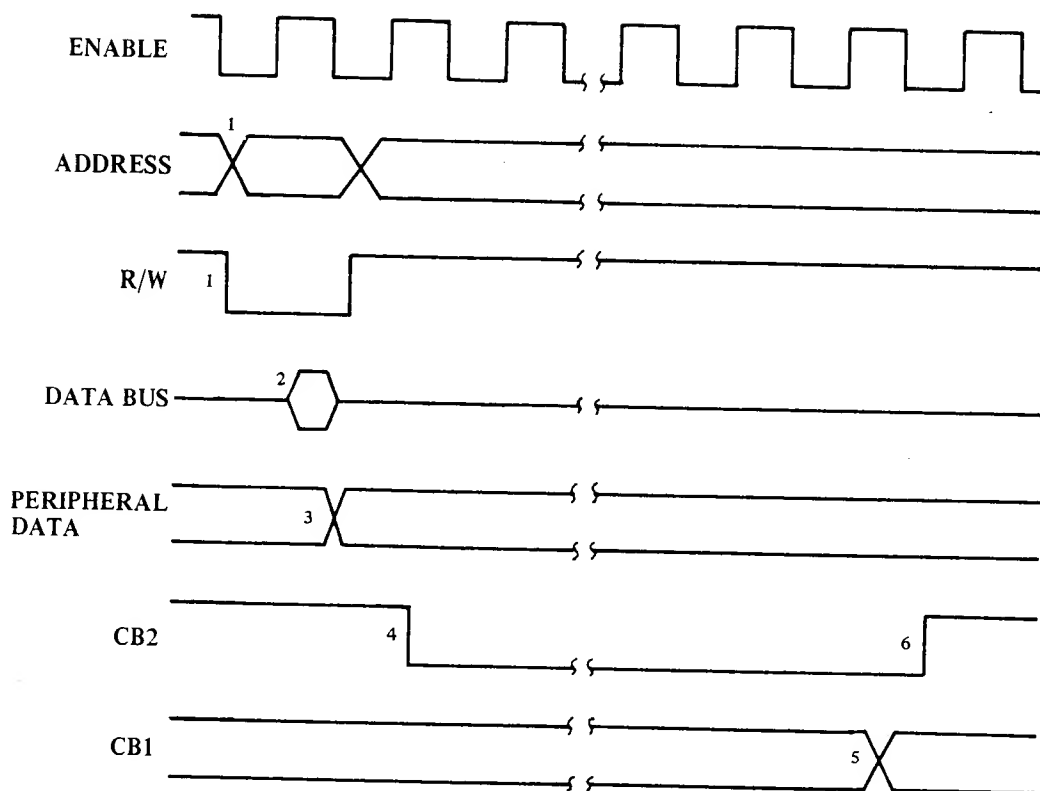 ENABLE
1
ADDRESS
R/W
1
DATA BUS
2
PERIPHERAL
DATA
3
CB2
4
6
CB1
5